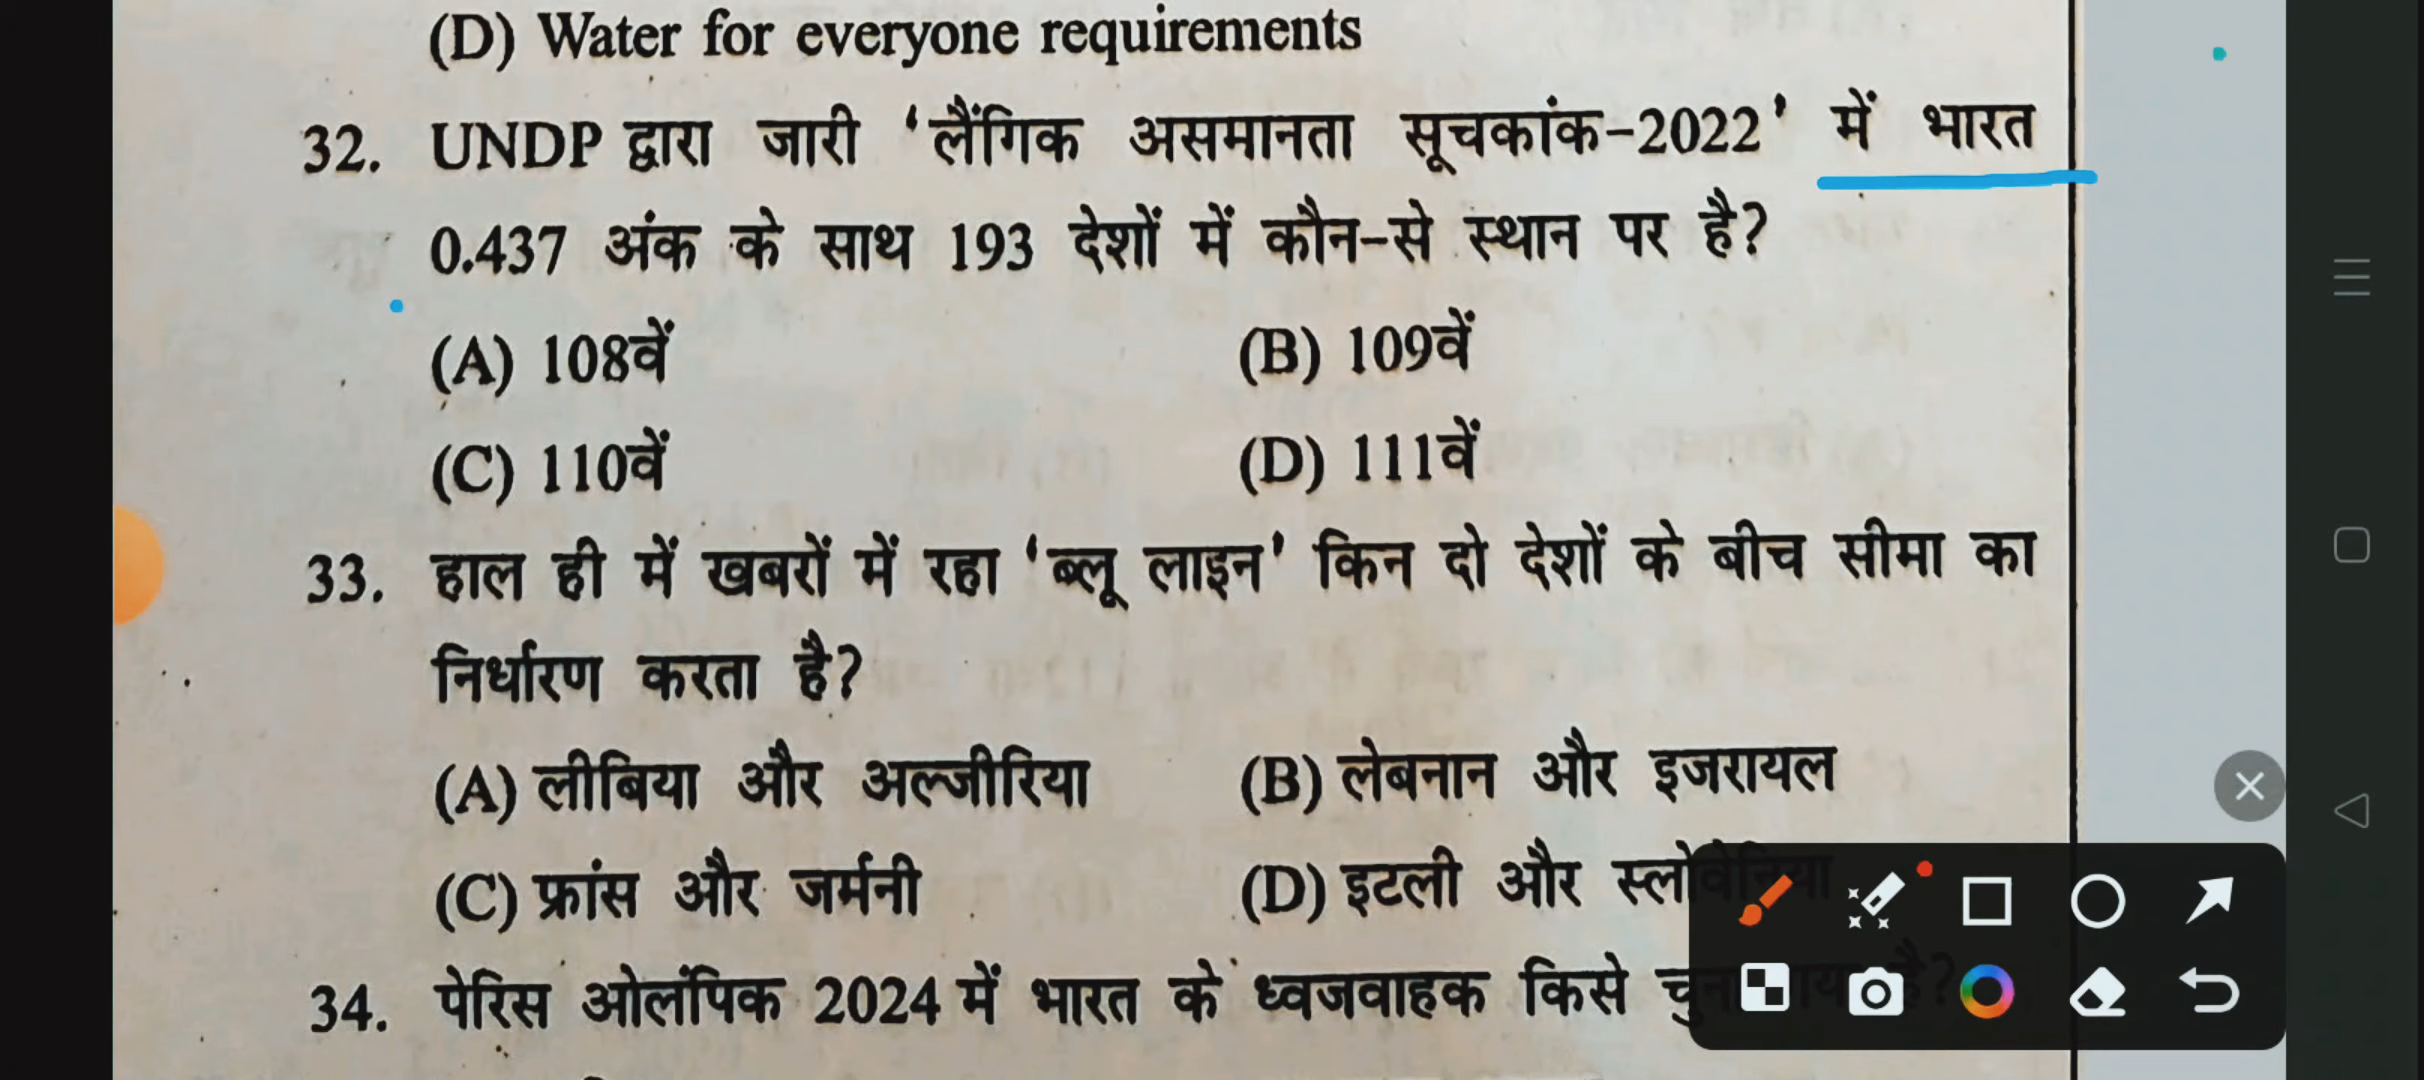 (D) Water for everyone requirements
32. UNDP द्वारा जारी ‘लैंगिक असमानता सूचकांक-2022’ में भारत
0.437 अंक के साथ 193 देशों में कौन-से स्थान पर है?
(A) 108वें (B) 109वें
(C) 110वें (D) 111वें
33. हाल ही में खबरों में रहा ‘ब्लू लाइन’ किन दो देशों के बीच सीमा का
निर्धारण करता है?
(A) लीबिया और अल्जीरिया (B) लेबनान और इजरायल
(C) फ्रांस और जर्मनी (D) इटली और स्लोवेनिया
34. पेरिस ओलंपिक 2024 में भारत के ध्वजवाहक किसे